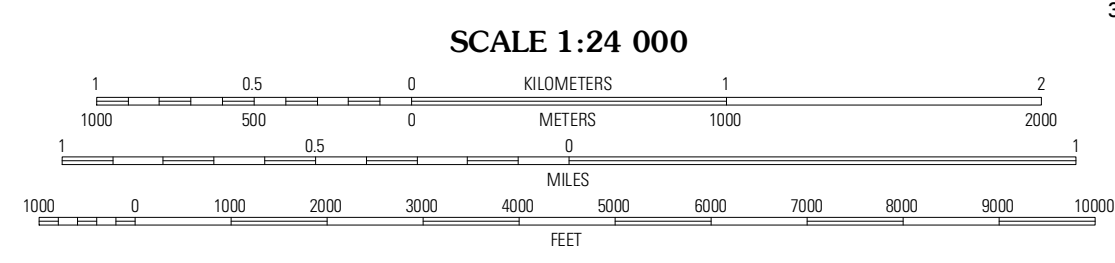 3
SCALE 1:24 000
1 0.5 0 KILOMETERS 1 2
1000 500 0 METERS 1000 2000
1 0.5 0 1
MILES
1000 0 1000 2000 3000 4000 5000 6000 7000 8000 9000 10000
FEET